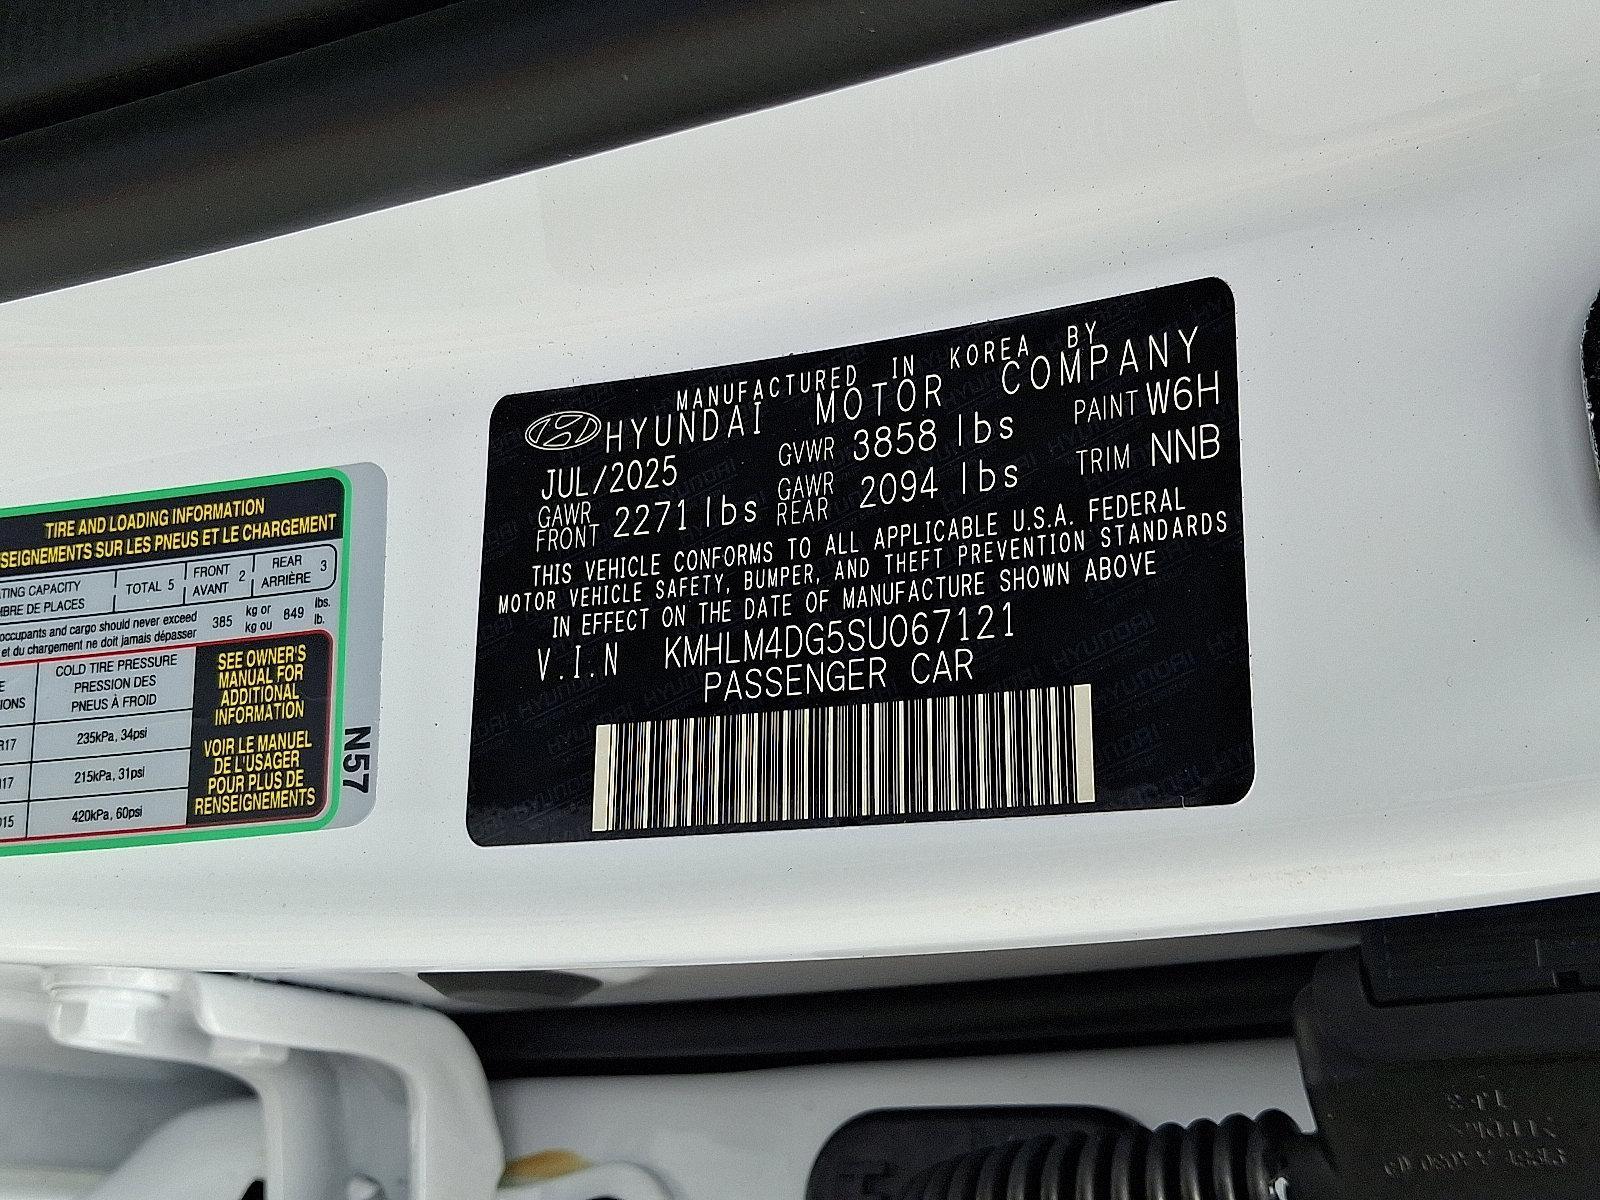 MANUFACTURED IN KOREA BY
HYUNDAI MOTOR COMPANY
JUL/2025 GVWR 3858 lbs PAINT W6H
GAWR FRONT 2271 lbs GAWR REAR 2094 lbs TRIM NNB
THIS VEHICLE CONFORMS TO ALL APPLICABLE U.S.A. FEDERAL
MOTOR VEHICLE SAFETY, BUMPER, AND THEFT PREVENTION STANDARDS
IN EFFECT ON THE DATE OF MANUFACTURE SHOWN ABOVE
V.I.N KMHLM4DG5SU067121
PASSENGER CAR
TIRE AND LOADING INFORMATION
SEIGNEMENTS SUR LES PNEUS ET LE CHARGEMENT
TING CAPACITY
MBRE DE PLACES
TOTAL 5
FRONT
AVANT
2
REAR
ARRIÈRE
3
occupants and cargo should never exceed
et du chargement ne doit jamais dépasser
385
kg or
kg ou
849
lbs.
lb.
COLD TIRE PRESSURE
PRESSION DES
PNEUS À FROID
IONS
R17
235kPa, 34psi
17
215kPa, 31psi
15
420kPa, 60psi
SEE OWNER'S
MANUAL FOR
ADDITIONAL
INFORMATION
VOIR LE MANUEL
DE L'USAGER
POUR PLUS DE
RENSEIGNEMENTS
N57